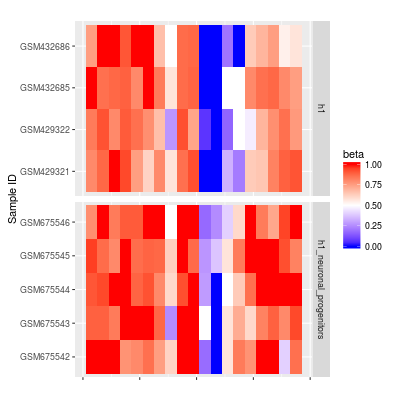 GSM432686
GSM432685
GSM429322
GSM429321
h1
GSM675546
GSM675545
GSM675544
GSM675543
GSM675542
h1_neuronal_progenitors
Sample ID
beta
1.00
0.75
0.50
0.25
0.00